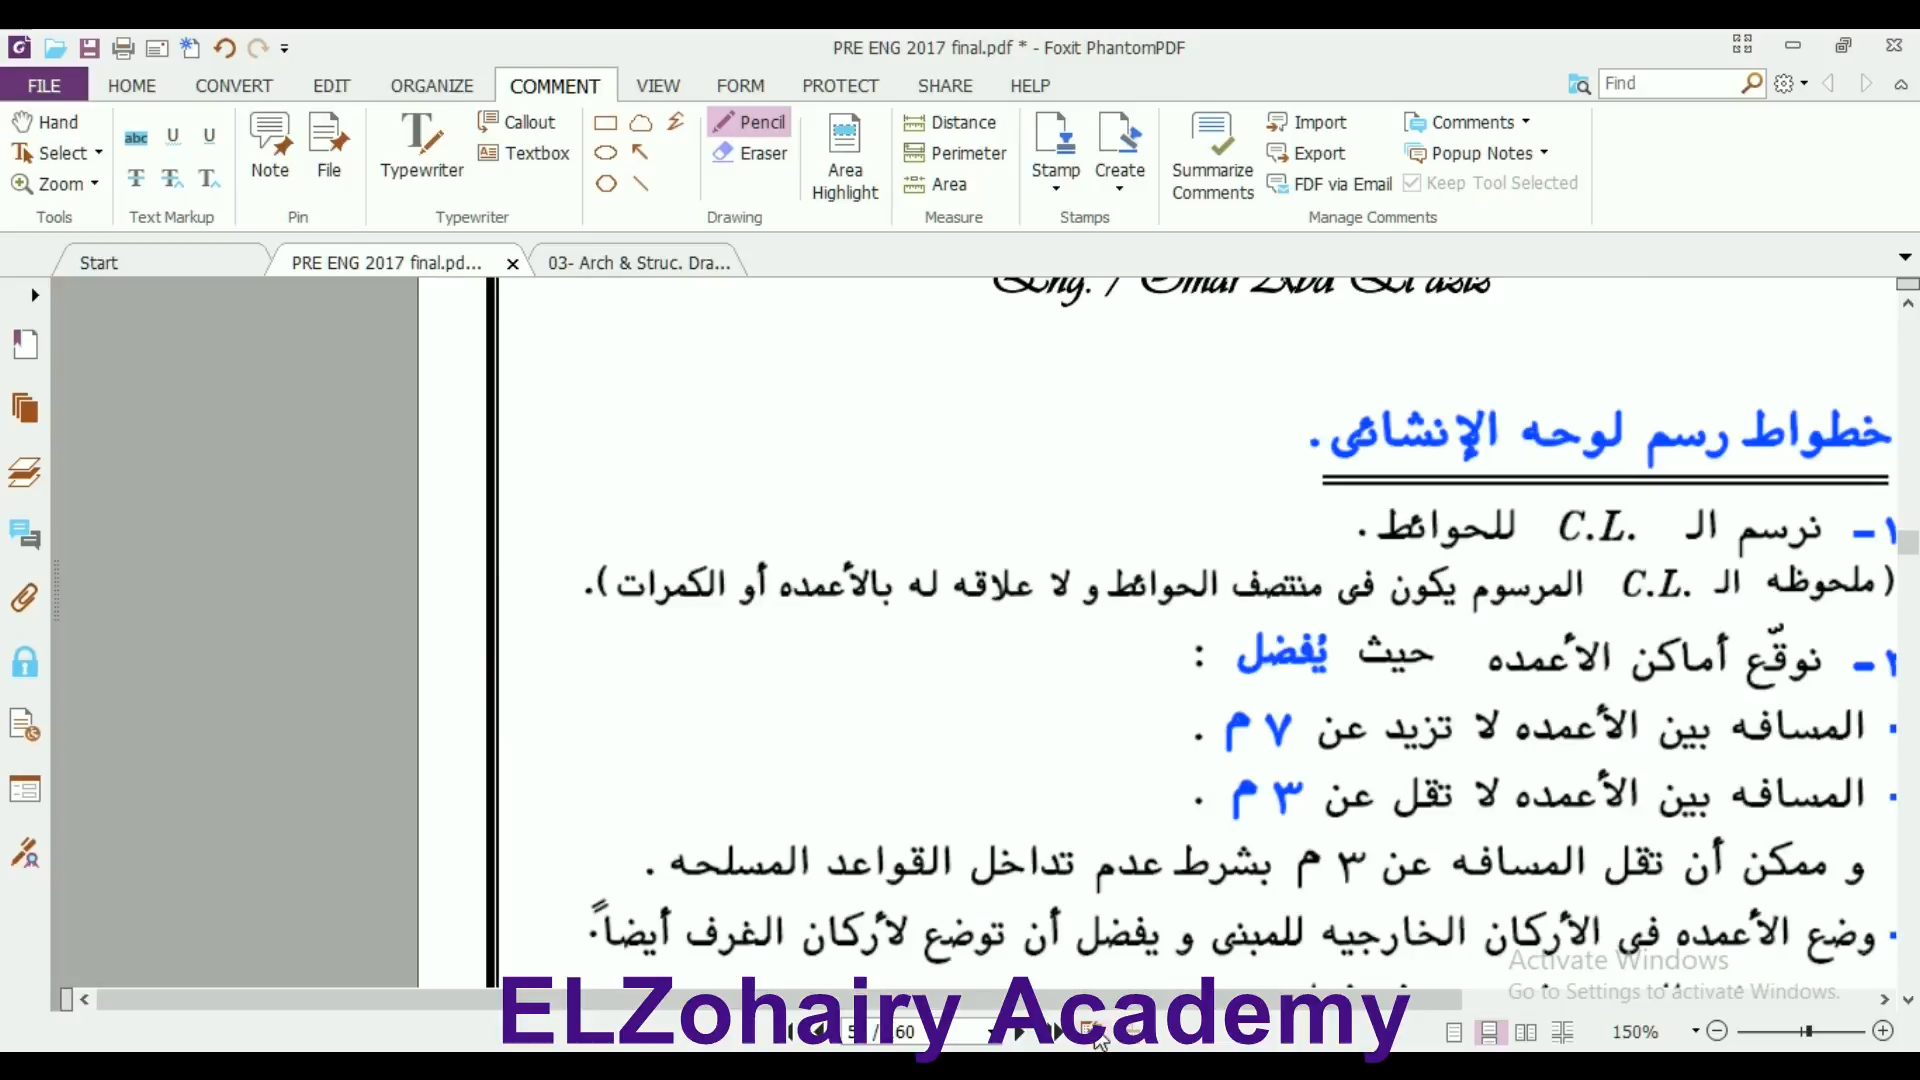 PRE ENG 2017 final.pdf * - Foxit PhantomPDF
FILE HOME CONVERT EDIT ORGANIZE COMMENT VIEW FORM PROTECT SHARE HELP Find
Hand
Select
Zoom
Tools
abc U U
T T T
Text Markup
Note File
Pin
Typewriter
Callout
Textbox
Typewriter
Pencil
Eraser
Drawing
Area Highlight
Distance
Perimeter
Area
Measure
Stamp Create
Stamps
Summarize Comments
Import
Export
FDF via Email
Comments
Popup Notes
Keep Tool Selected
Manage Comments
Start PRE ENG 2017 final.pd... 03- Arch & Struc. Dra...
Eng. / Omar
خطواط رسم لوحه الإنشائى .
١- نرسم الـ C.L. للحوائط .
(ملحوظه الـ C.L. المرسوم يكون فى منتصف الحوائط و لا علاقه له بالأعمده أو الكمرات ).
٢- نوقّع أماكن الأعمده حيث يُفضل :
المسافه بين الأعمده لا تزيد عن ٧ م .
المسافه بين الأعمده لا تقل عن ٣ م .
و ممكن أن تقل المسافه عن ٣ م بشرط عدم تداخل القواعد المسلحه .
وضع الأعمده فى الأركان الخارجيه للمبنى و يفضل أن توضع لأركان الغرف أيضاً.
Activate Windows
Go to Settings to activate Windows.
ELZohairy Academy
/ 60
150%